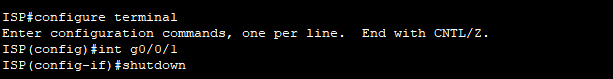 ISP#configure terminal
Enter configuration commands, one per line.  End with CNTL/Z.
ISP(config)#int g0/0/1
ISP(config-if)#shutdown